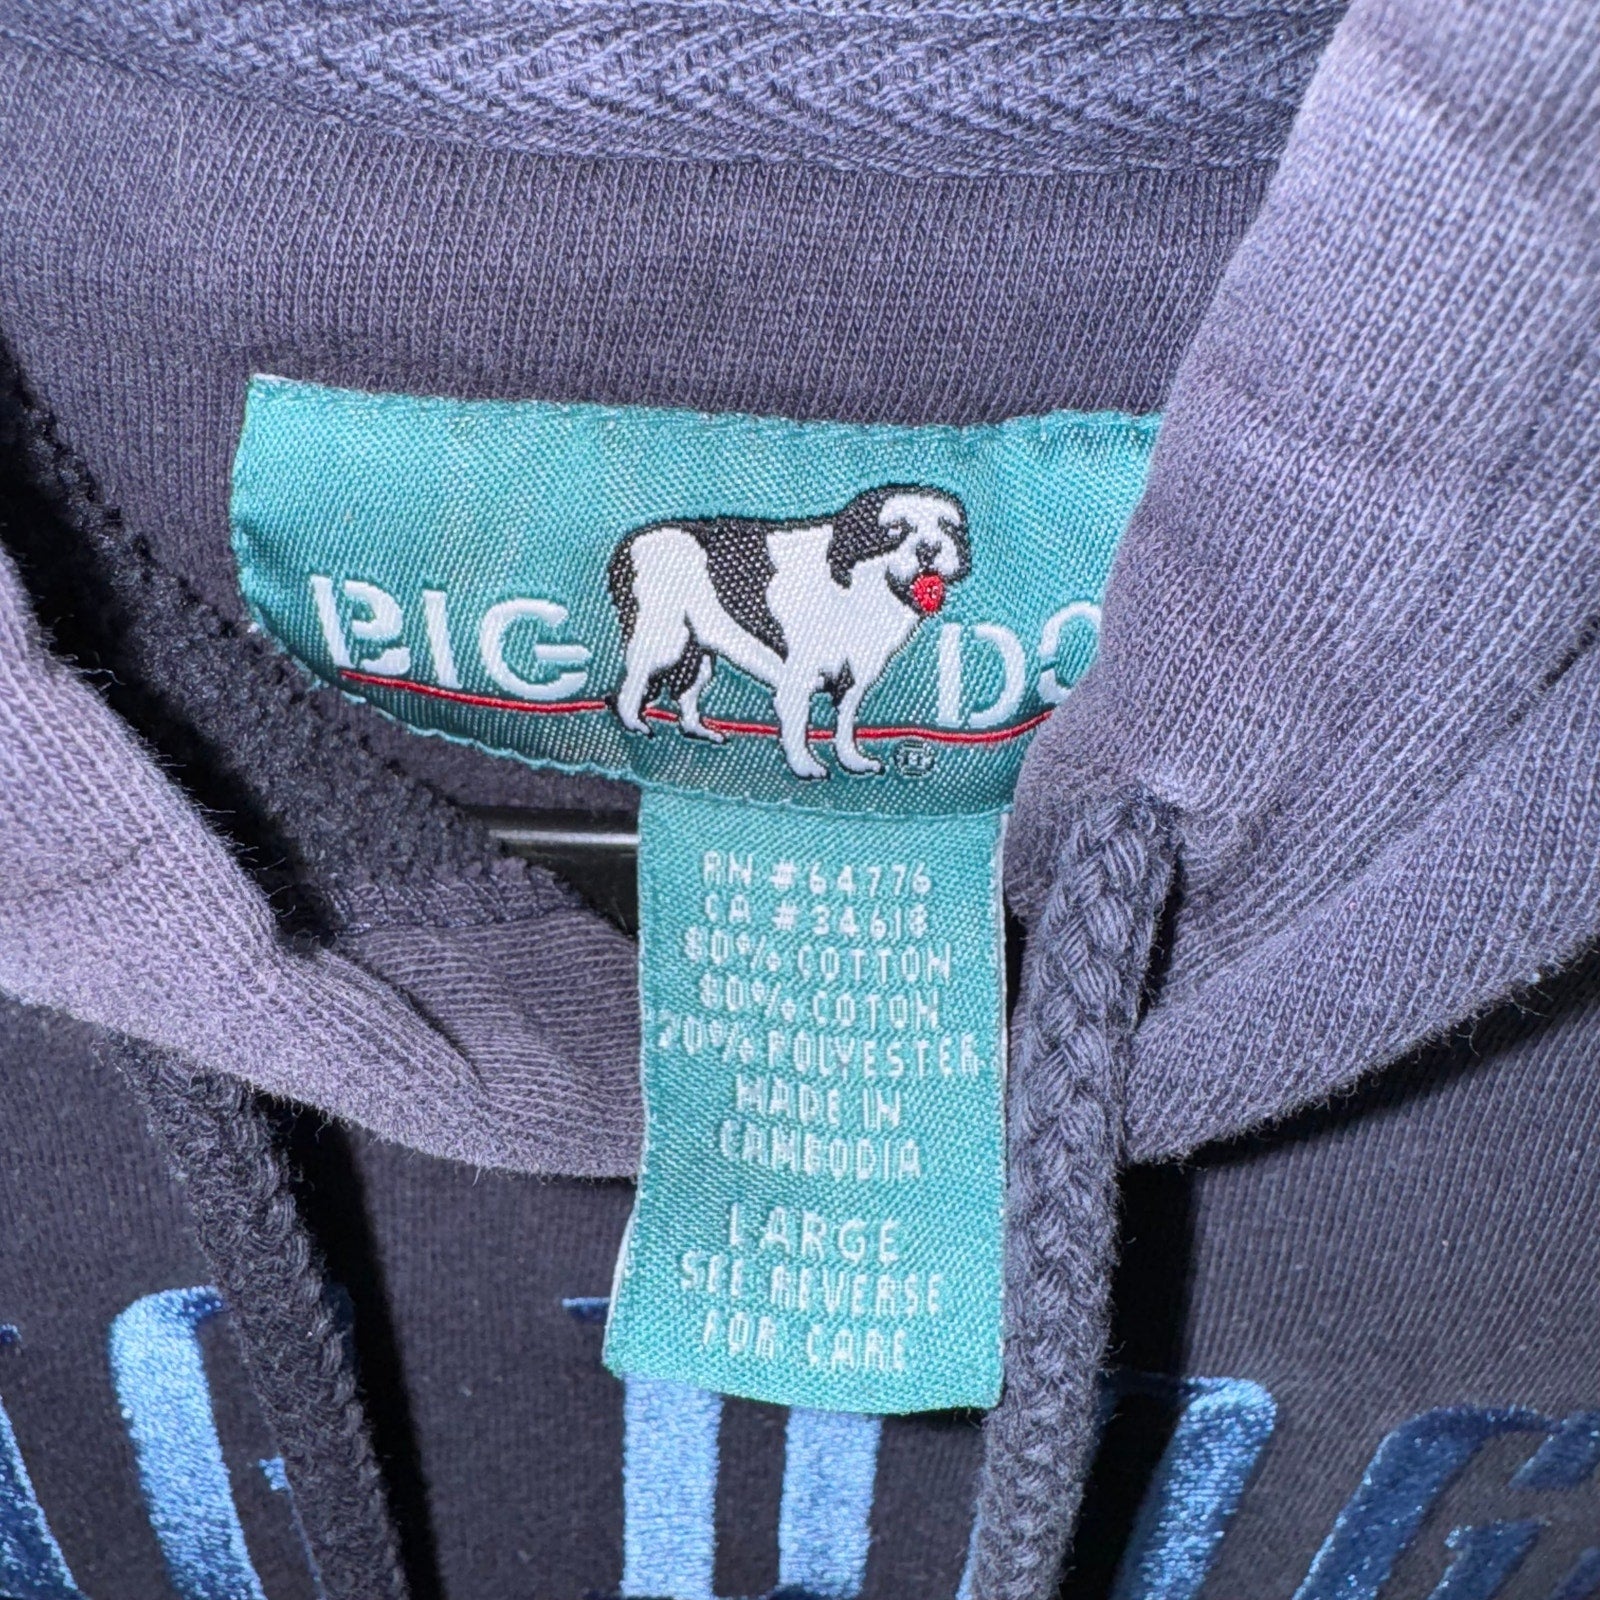 BIG DO
®
RN #64776
CA #34618
80% COTTON
80% COTON
20% POLYESTER
MADE IN
CAMBODIA
LARGE
SEE REVERSE
FOR CARE